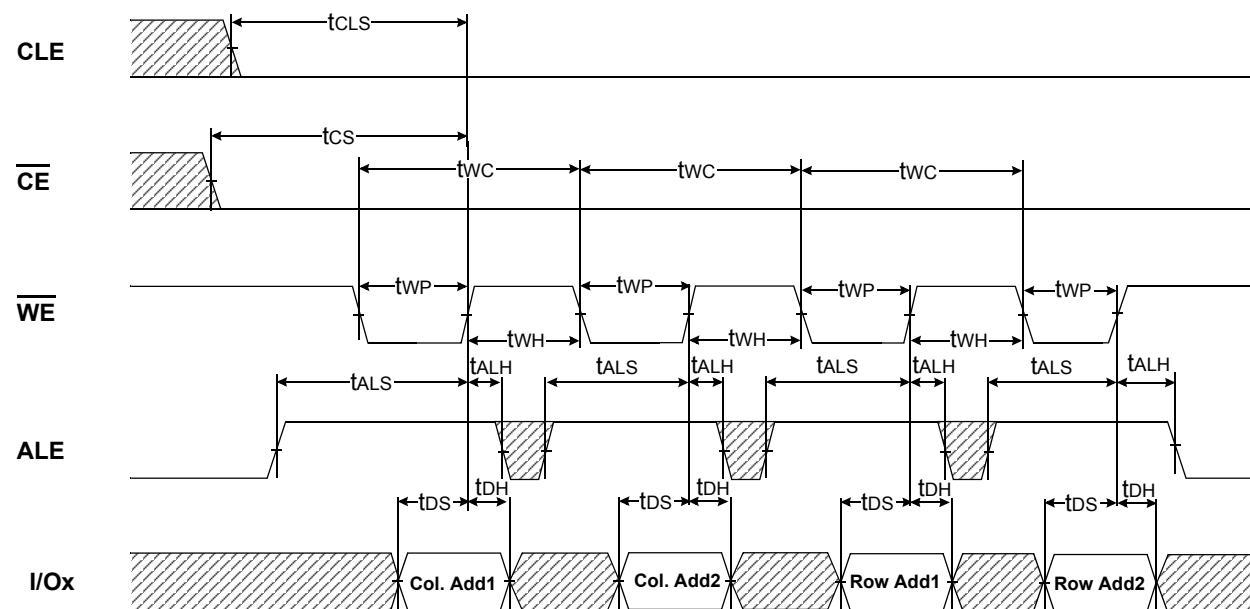 CLE
tCLS
CE
tCS
tWC tWC tWC
WE
tWP tWP tWP tWP
tWH tWH tWH
tALS tALH tALS tALH tALS tALH tALS tALH
ALE
tDS tDH tDS tDH tDS tDH tDS tDH
I/Ox
Col. Add1 Col. Add2 Row Add1 Row Add2